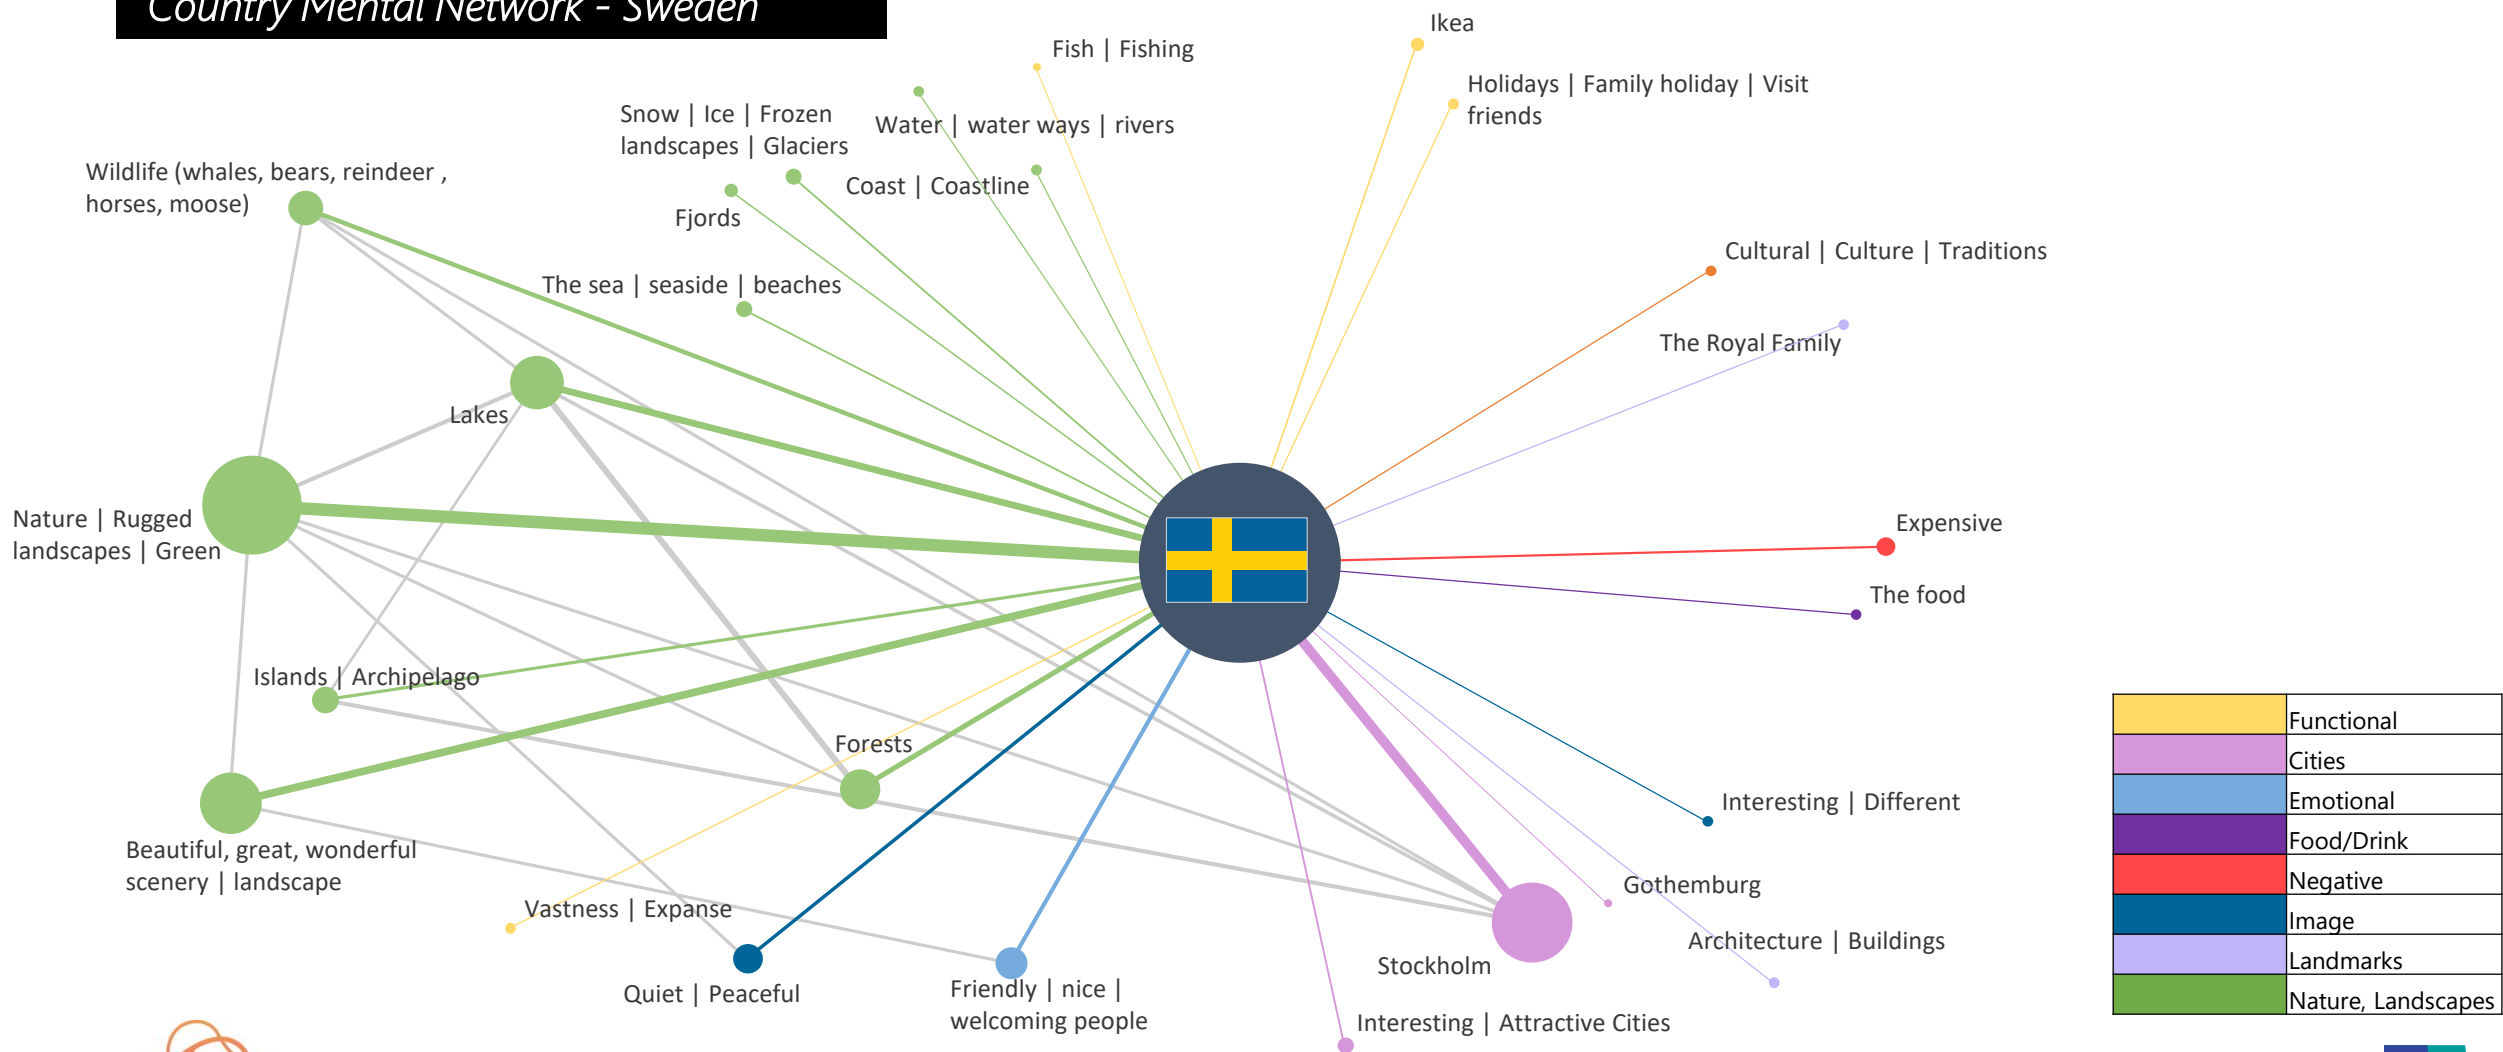 Country Mental Network - Sweden
Ikea
Fish | Fishing
Holidays | Family holiday | Visit
friends
Snow | Ice | Frozen
landscapes | Glaciers
Water | water ways | rivers
Wildlife (whales, bears, reindeer ,
horses, moose)
Coast | Coastline
Fjords
Cultural | Culture | Traditions
The sea | seaside | beaches
The Royal Family
Lakes
Nature | Rugged
landscapes | Green
Expensive
The food
Islands | Archipelago
Forests
Interesting | Different
Beautiful, great, wonderful
scenery | landscape
Vastness | Expanse
Gothemburg
Architecture | Buildings
Stockholm
Quiet | Peaceful
Friendly | nice |
welcoming people
Interesting | Attractive Cities
Functional
Cities
Emotional
Food/Drink
Negative
Image
Landmarks
Nature, Landscapes